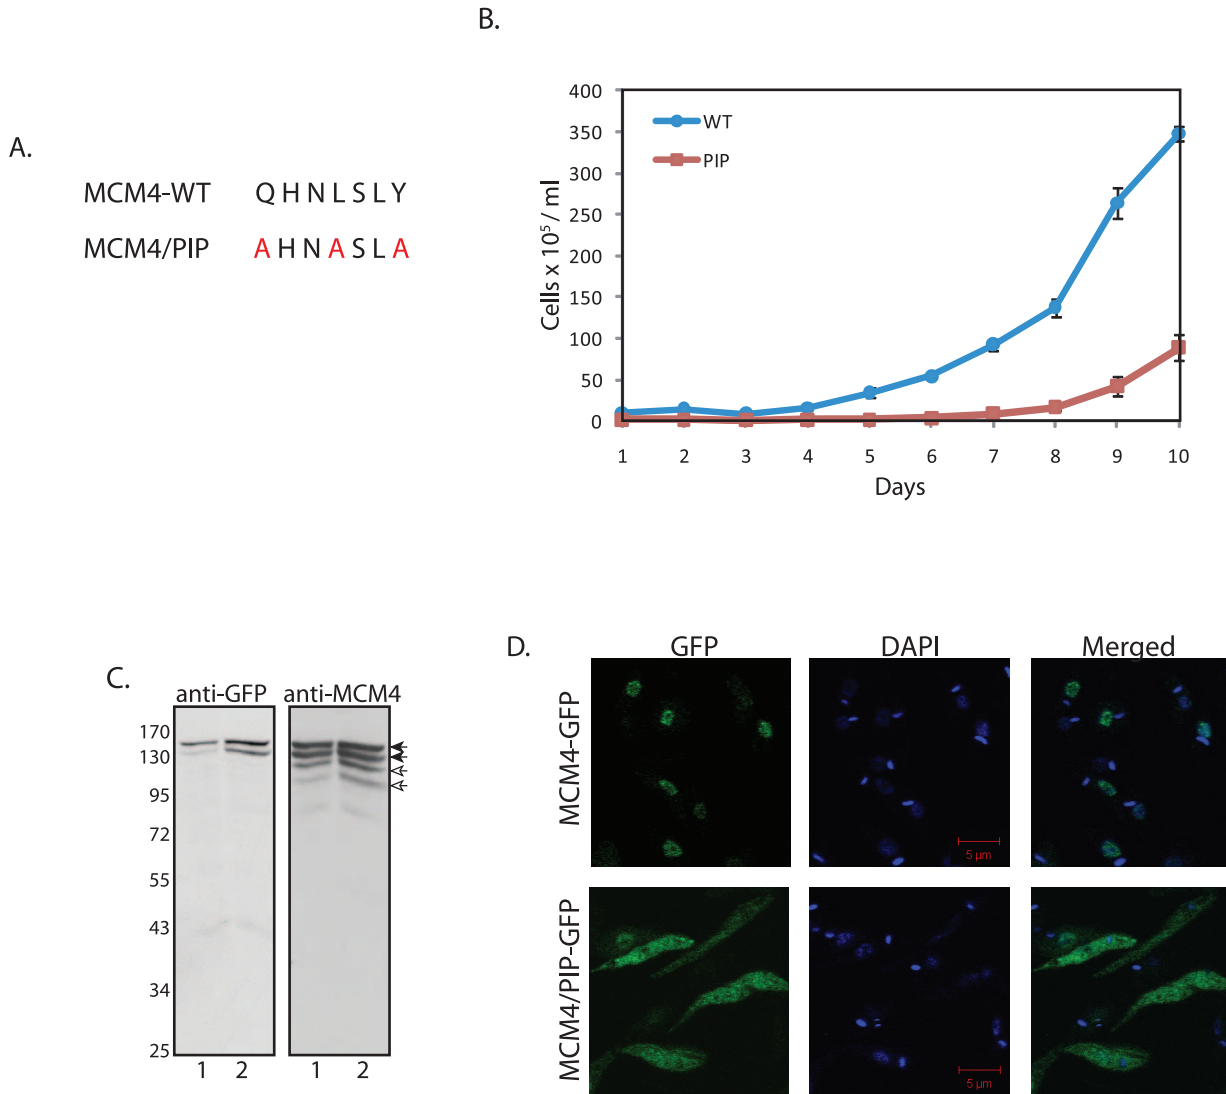 A.
MCM4-WT Q H N L S L Y
MCM4/PIP A H N A S L A
B.
400
350
300
250
200
150
100
50
0
Cells x 10⁵ / ml
WT
PIP
1 2 3 4 5 6 7 8 9 10
Days
C.
anti-GFP anti-MCM4
170
130
95
72
55
43
34
25
1 2 1 2
D.
GFP DAPI Merged
MCM4-GFP
5 μm
MCM4/PIP-GFP
5 μm